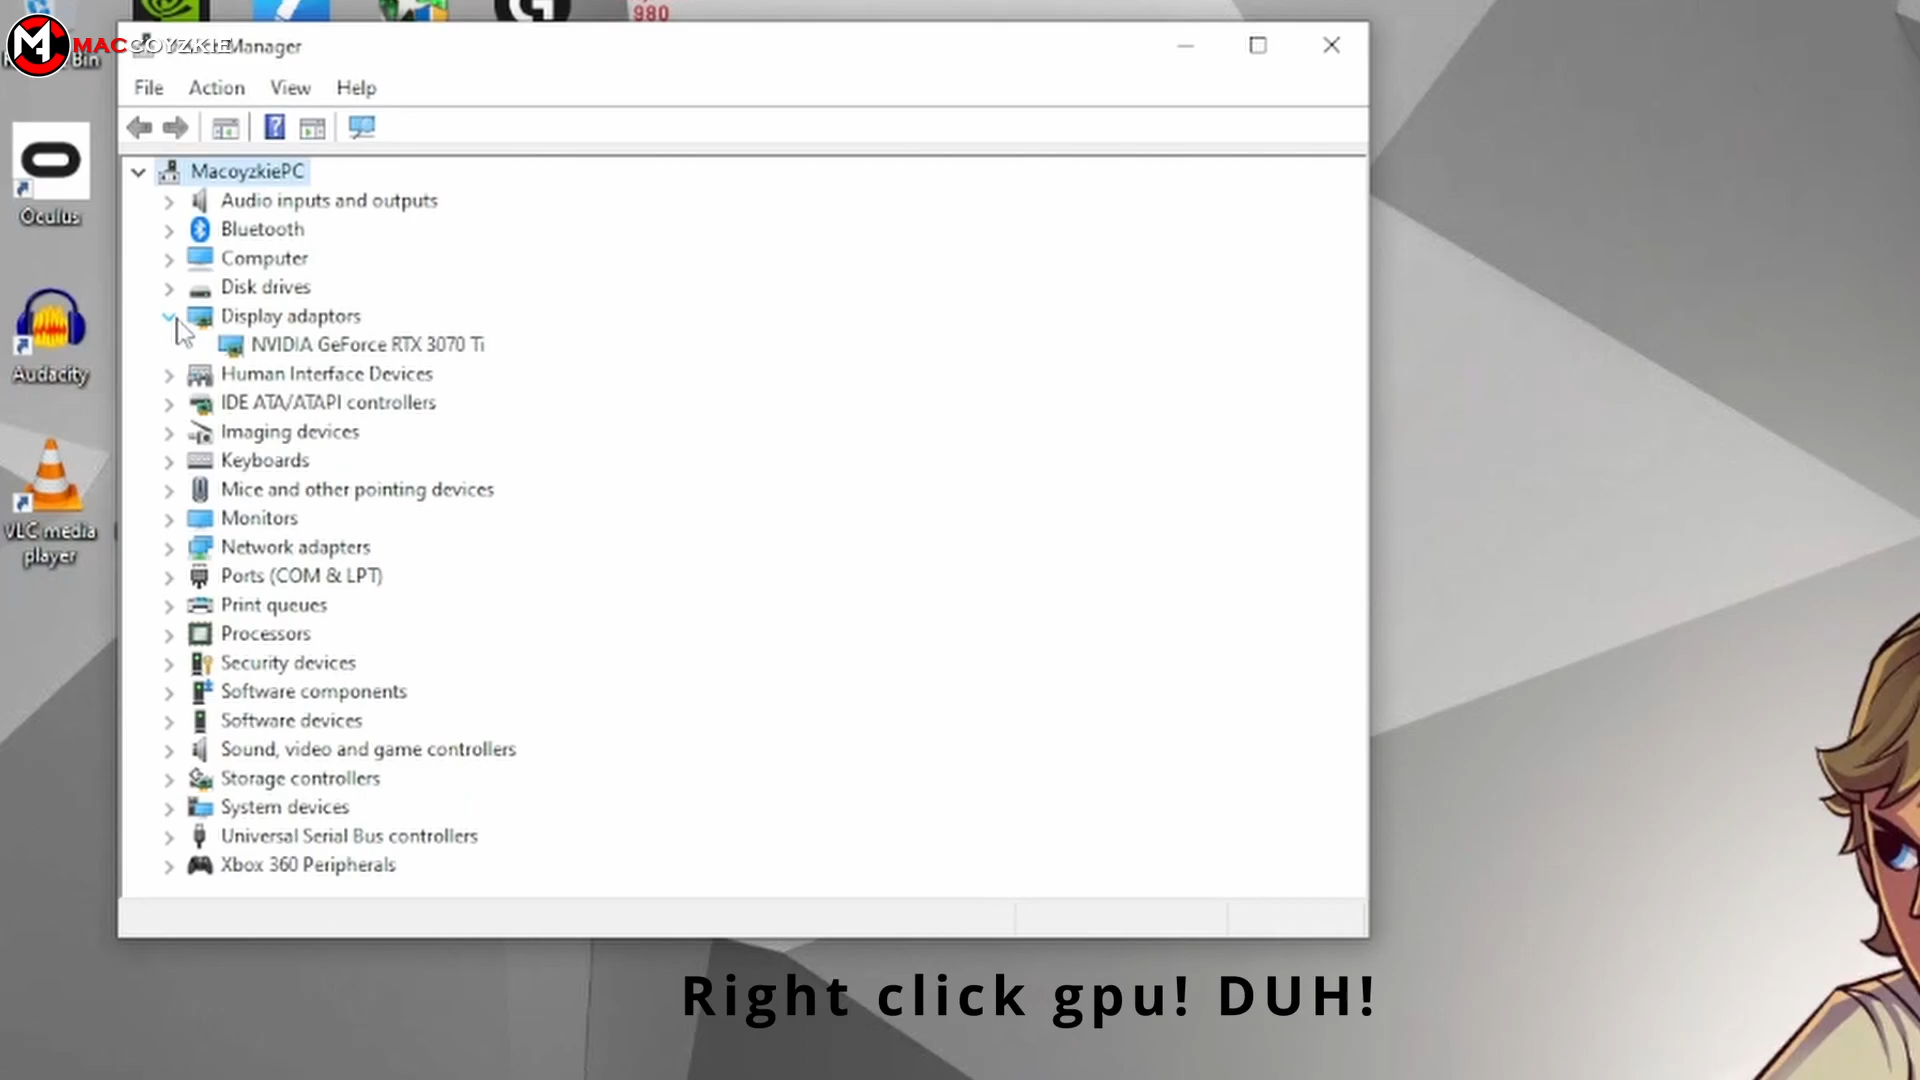 980
MACCOYZKIE
Manager
Bin
File Action View Help
MacoyzkiePC
Audio inputs and outputs
Bluetooth
Computer
Disk drives
Display adaptors
NVIDIA GeForce RTX 3070 Ti
Human Interface Devices
IDE ATA/ATAPI controllers
Imaging devices
Keyboards
Mice and other pointing devices
Monitors
Network adapters
Ports (COM & LPT)
Print queues
Processors
Security devices
Software components
Software devices
Sound, video and game controllers
Storage controllers
System devices
Universal Serial Bus controllers
Xbox 360 Peripherals
Oculus
Audacity
VLC media
player
Right click gpu! DUH!